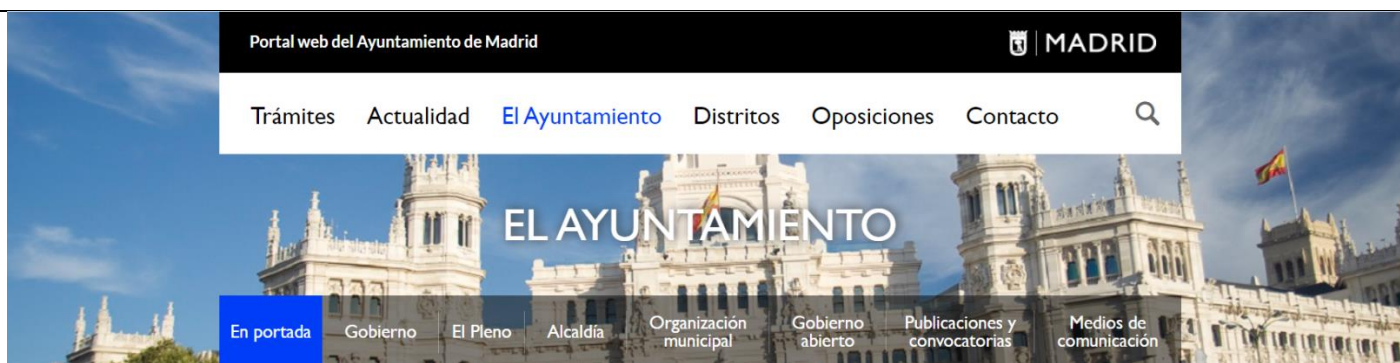 Portal web del Ayuntamiento de Madrid
MADRID
Trámites Actualidad El Ayuntamiento Distritos Oposiciones Contacto
EL AYUNTAMIENTO
En portada Gobierno El Pleno Alcaldía Organización municipal Gobierno abierto Publicaciones y convocatorias Medios de comunicación